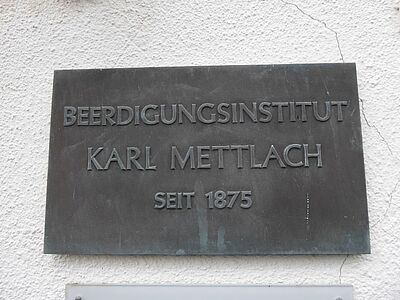 BEERDIGUNGSINSTITUT
KARL METTLACH
SEIT 1875